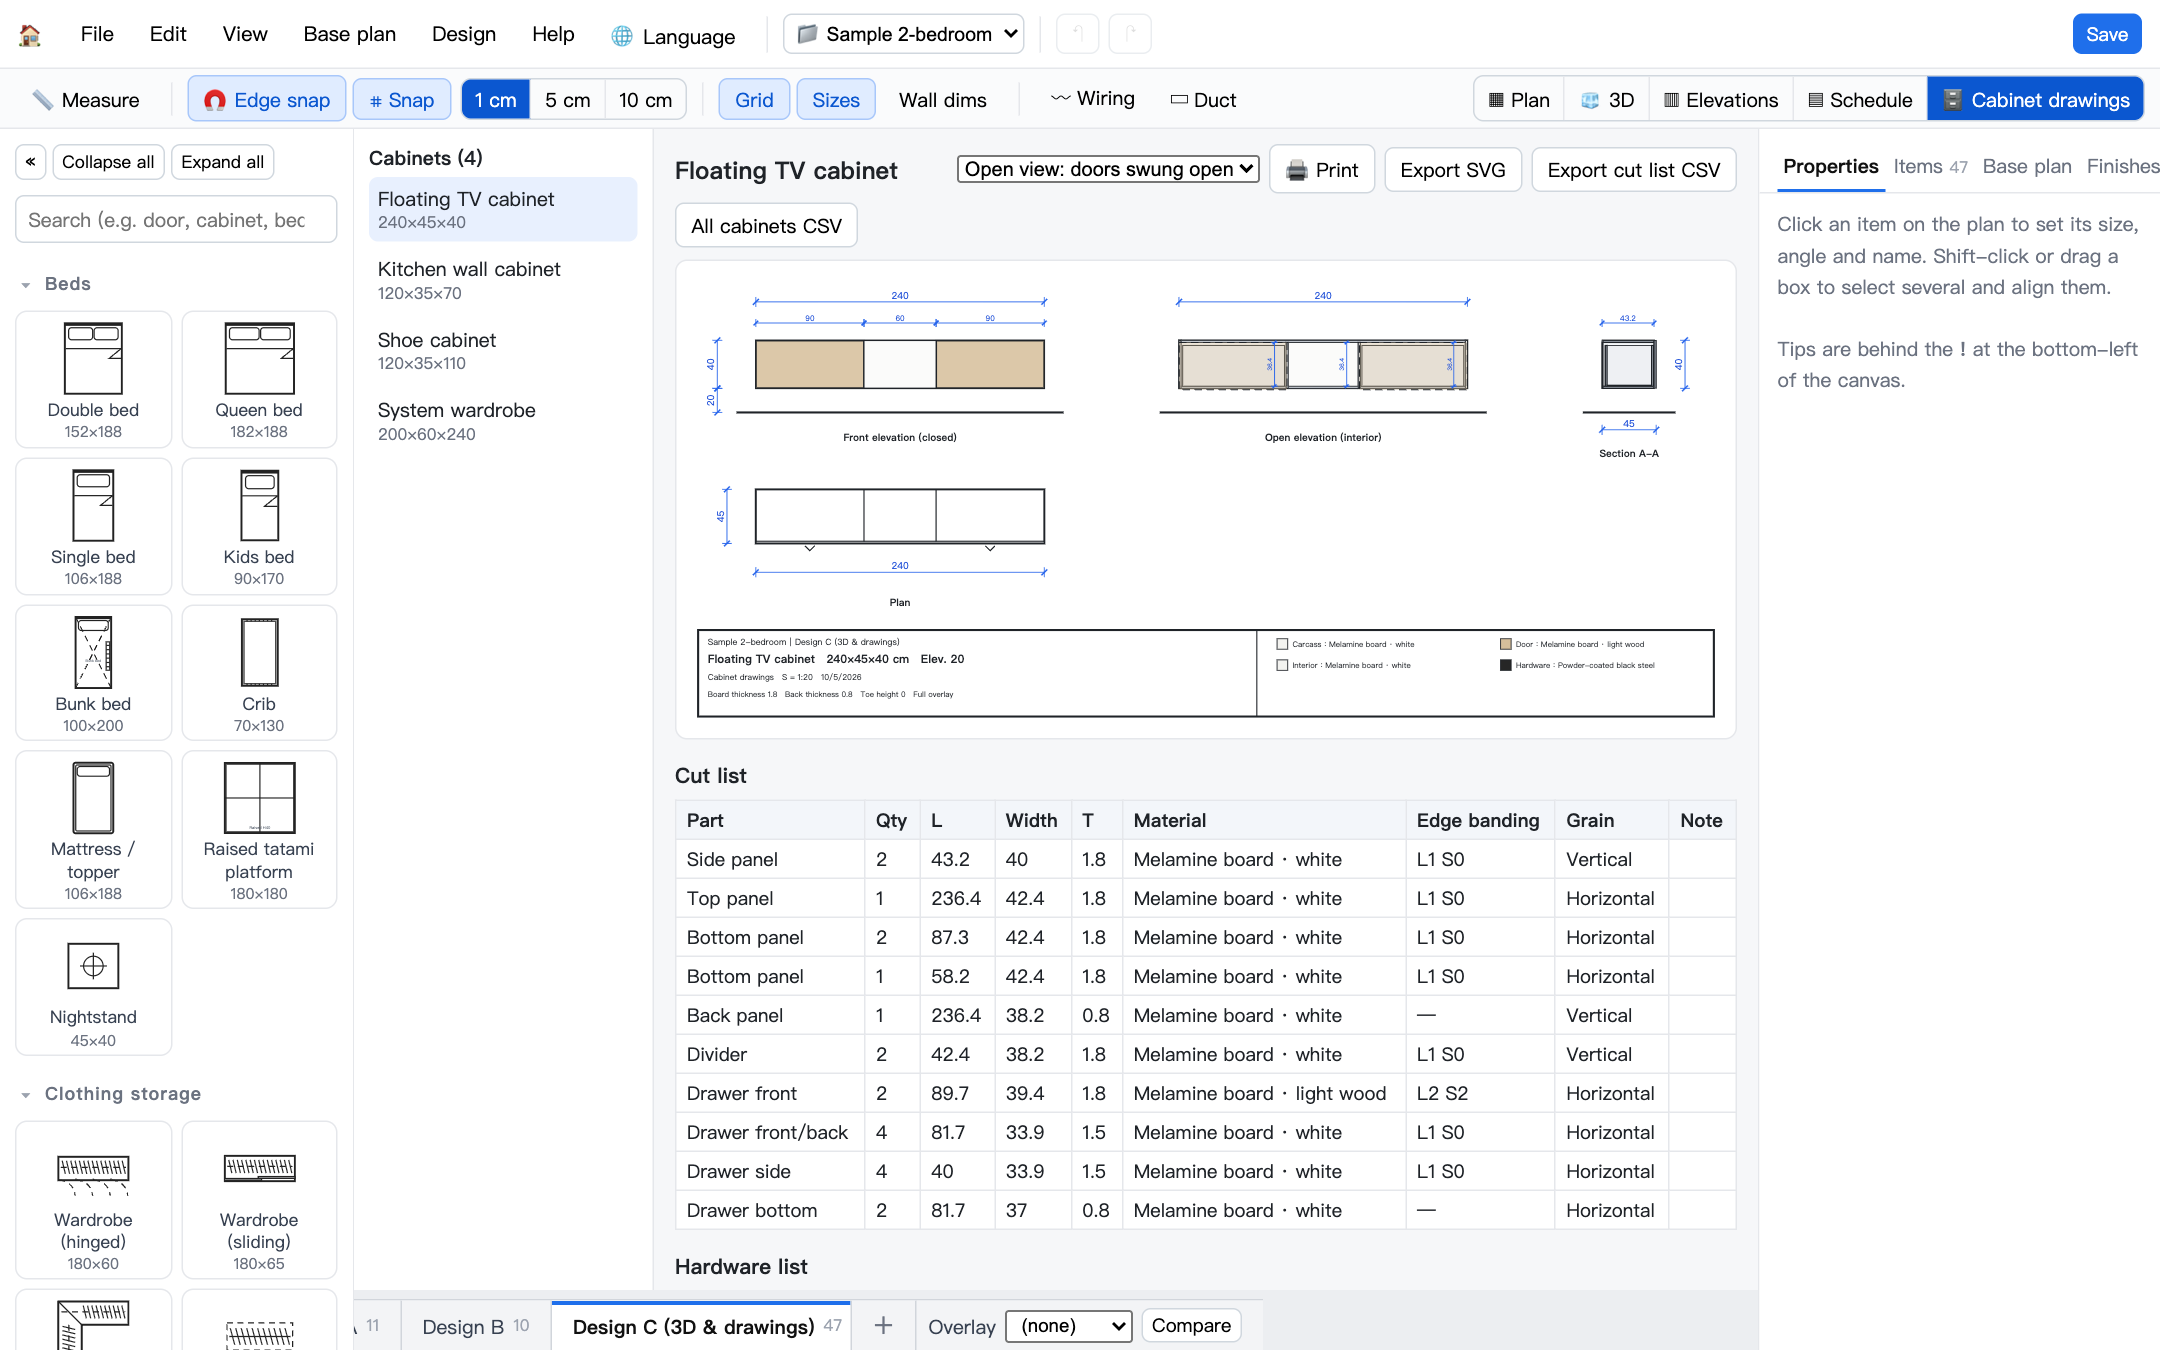 File Edit View Base plan Design Help Language Sample 2-bedroom Save
Measure Edge snap # Snap 1 cm 5 cm 10 cm Grid Sizes Wall dims Wiring Duct Plan 3D Elevations Schedule Cabinet drawings
« Collapse all Expand all
Search (e.g. door, cabinet, bec
Beds
Double bed
152×188
Queen bed
182×188
Single bed
106×188
Kids bed
90×170
Bunk bed
100×200
Crib
70×130
Mattress /
topper
106×188
Raised tatami
platform
180×180
Nightstand
45×40
Clothing storage
Wardrobe
(hinged)
180×60
Wardrobe
(sliding)
180×65
Cabinets (4)
Floating TV cabinet
240×45×40
Kitchen wall cabinet
120×35×70
Shoe cabinet
120×35×110
System wardrobe
200×60×240
Floating TV cabinet
Open view: doors swung open
Print
Export SVG
Export cut list CSV
All cabinets CSV
240
90 60 90
40
20
Front elevation (closed)
240
36.4 36.4 36.4
Open elevation (interior)
43.2
40
45
Section A-A
45
240
Plan
Sample 2-bedroom | Design C (3D & drawings)
Floating TV cabinet 240×45×40 cm Elev. 20
Cabinet drawings S = 1:20 10/5/2026
Board thickness 1.8 Back thickness 0.8 Toe height 0 Full overlay
Carcass : Melamine board · white
Door : Melamine board · light wood
Interior : Melamine board · white
Hardware : Powder-coated black steel
Cut list
Part Qty L Width T Material Edge banding Grain Note
Side panel 2 43.2 40 1.8 Melamine board · white L1 S0 Vertical
Top panel 1 236.4 42.4 1.8 Melamine board · white L1 S0 Horizontal
Bottom panel 2 87.3 42.4 1.8 Melamine board · white L1 S0 Horizontal
Bottom panel 1 58.2 42.4 1.8 Melamine board · white L1 S0 Horizontal
Back panel 1 236.4 38.2 0.8 Melamine board · white — Vertical
Divider 2 42.4 38.2 1.8 Melamine board · white L1 S0 Vertical
Drawer front 2 89.7 39.4 1.8 Melamine board · light wood L2 S2 Horizontal
Drawer front/back 4 81.7 33.9 1.5 Melamine board · white L1 S0 Horizontal
Drawer side 4 40 33.9 1.5 Melamine board · white L1 S0 Horizontal
Drawer bottom 2 81.7 37 0.8 Melamine board · white — Horizontal
Hardware list
11 Design B 10 Design C (3D & drawings) 47 + Overlay (none) Compare
Properties Items 47 Base plan Finishes
Click an item on the plan to set its size,
angle and name. Shift-click or drag a
box to select several and align them.
Tips are behind the ! at the bottom-left
of the canvas.